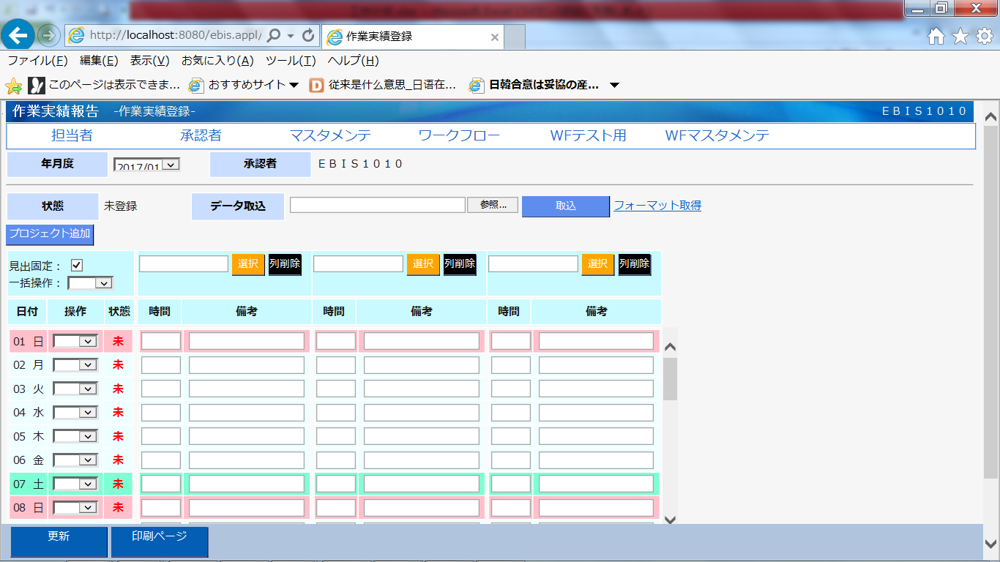 http://localhost:8080/ebis.appl/
作業実績登録
ファイル(F) 編集(E) 表示(V) お気に入り(A) ツール(T) ヘルプ(H)
このページは表示できま... おすすめサイト 従来是什么意思_日语在... 日韓合意は妥協の産...
作業実績報告 -作業実績登録- EBIS1010
担当者 承認者 マスタメンテ ワークフロー WFテスト用 WFマスタメンテ
年月度 2017/01 承認者 EBIS1010
状態 未登録 データ取込 参照... 取込 フォーマット取得
プロジェクト追加
見出固定： 選択 列削除 選択 列削除 選択 列削除
一括操作：
日付 操作 状態 時間 備考 時間 備考 時間 備考
01 日 未
02 月 未
03 火 未
04 水 未
05 木 未
06 金 未
07 土 未
08 日 未
更新 印刷ページ